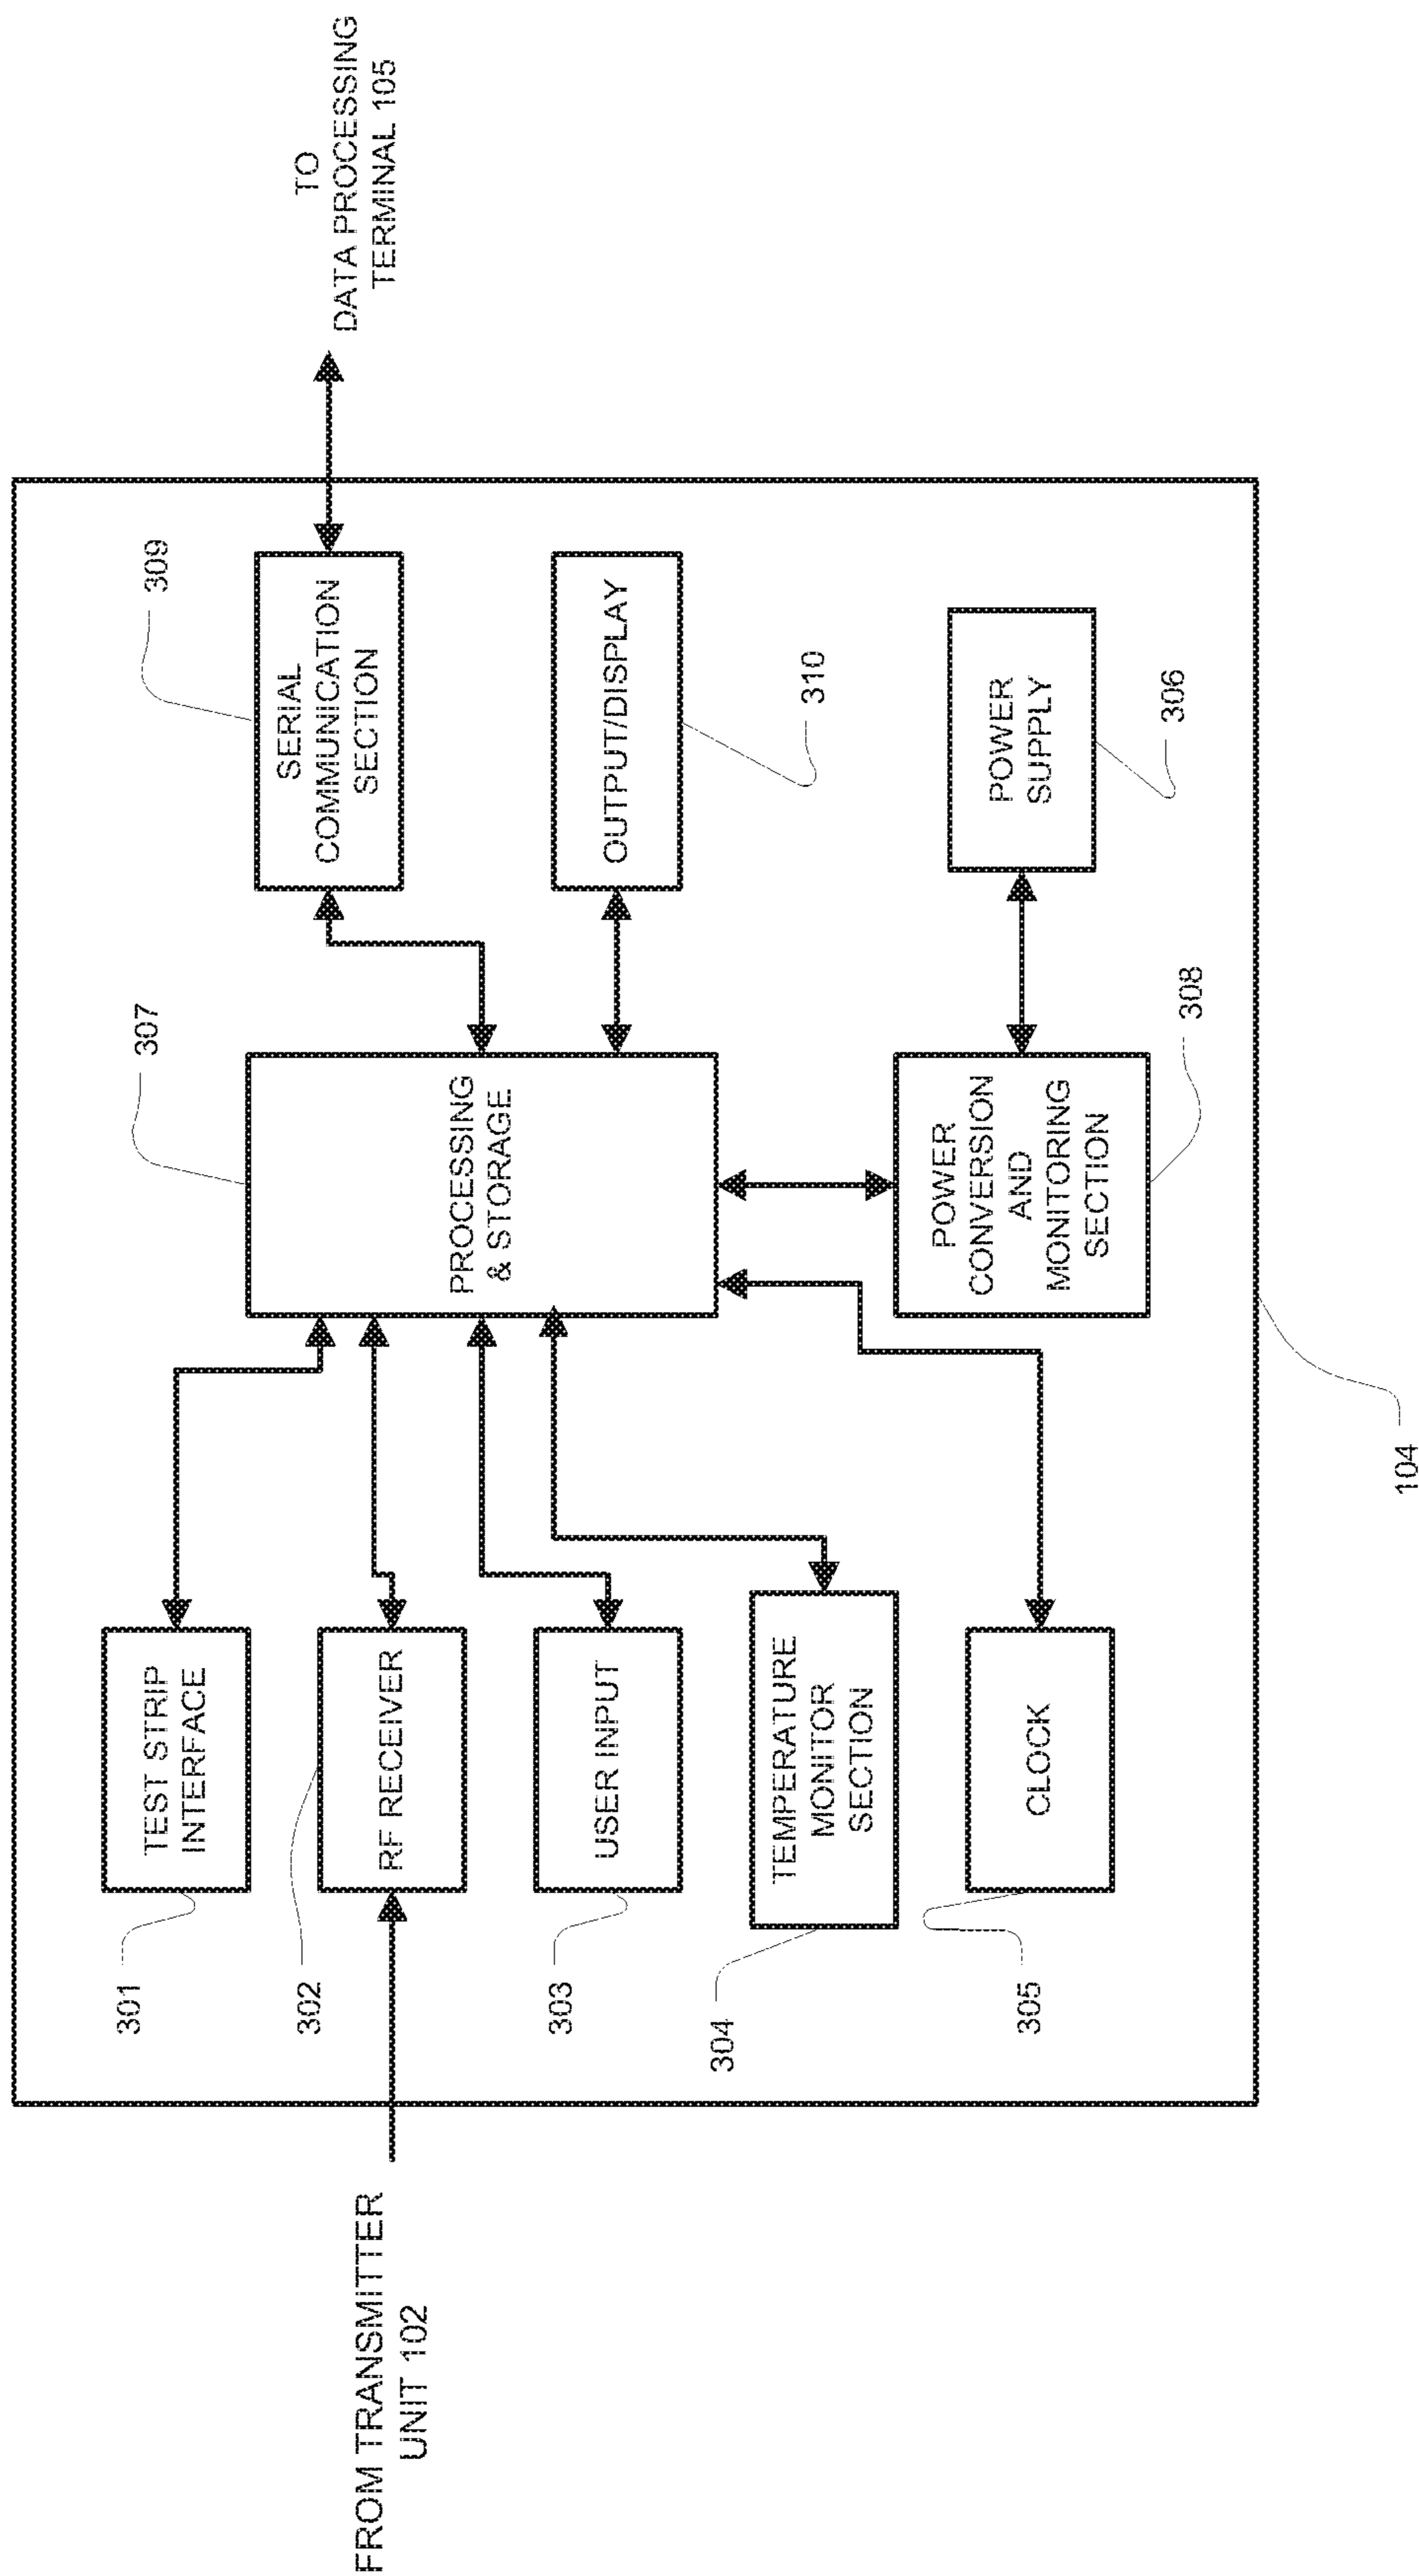 TEST STRIP
INTERFACE
301
RF RECEIVER
302
USER INPUT
303
TEMPERATURE
MONITOR
SECTION
304
CLOCK
305
FROM TRANSMITTER
UNIT 102
PROCESSING
& STORAGE
307
POWER
CONVERSION
AND
MONITORING
SECTION
308
SERIAL
COMMUNICATION
SECTION
309
OUTPUT/DISPLAY
310
POWER
SUPPLY
306
TO
DATA PROCESSING
TERMINAL 105
104